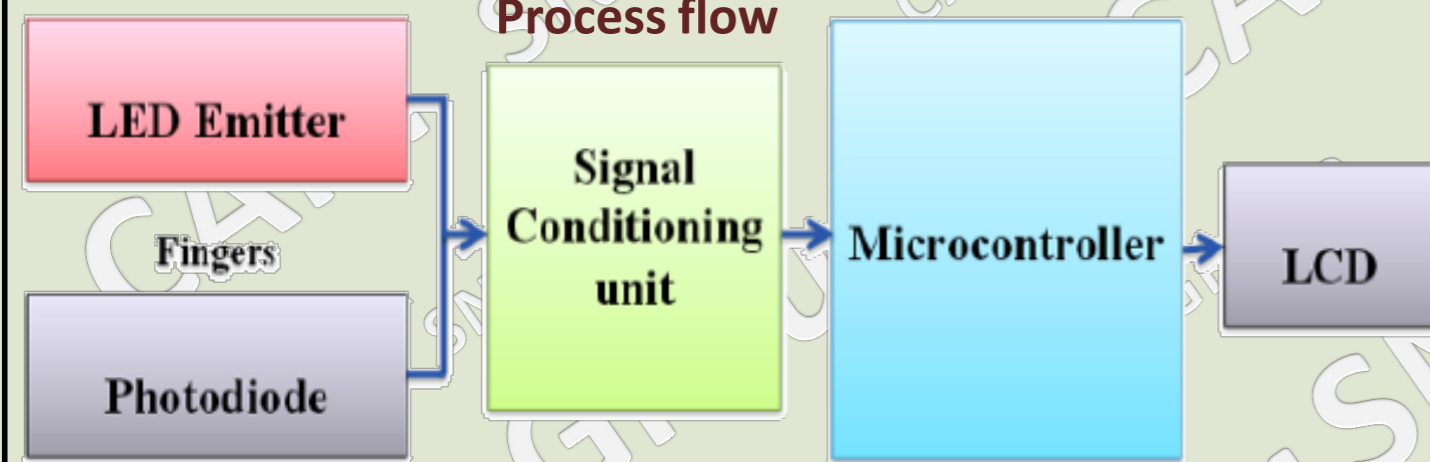 Process flow
LED Emitter
Fingers
Photodiode
Signal
Conditioning
unit
Microcontroller
LCD